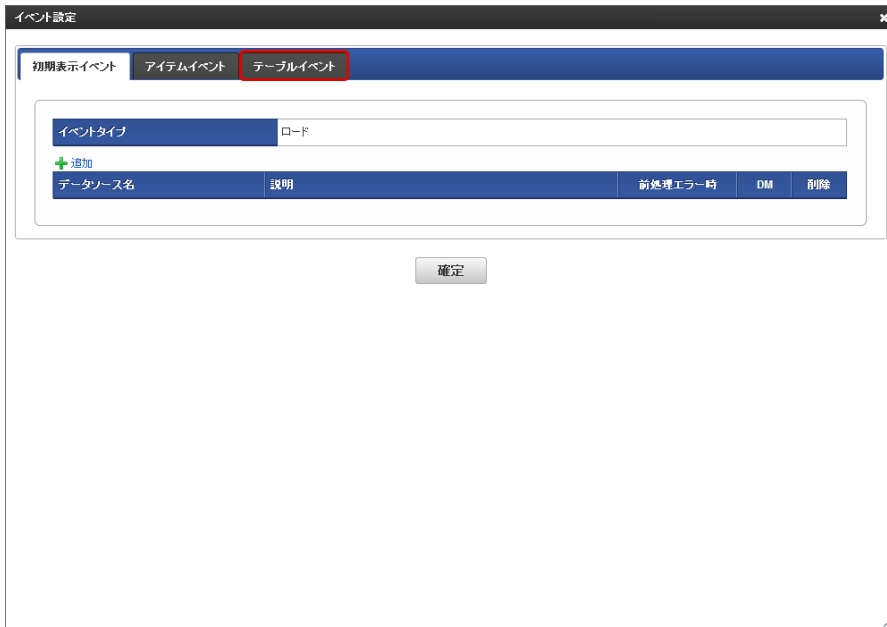 イベント設定
初期表示イベント アイテムイベント テーブルイベント
イベントタイプ ロード
追加
データソース名 説明 前処理エラー時 DM 削除
確定